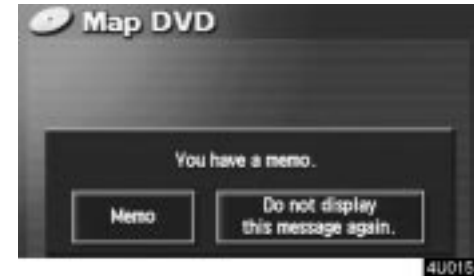 Map DVD
You have a memo.
Memo
Do not display
this message again.
4U015